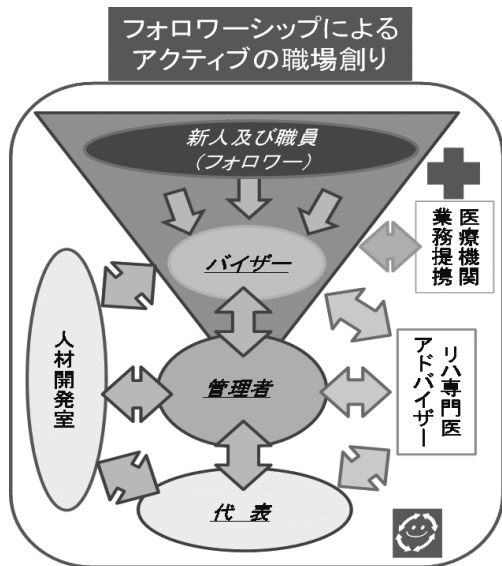 フォロワーシップによる
アクティブの職場創り
新人及び職員
(フォロワー)
バイザー
医療機関
業務提携
人材開発室
管理者
リハ専門医
アドバイザー
代 表